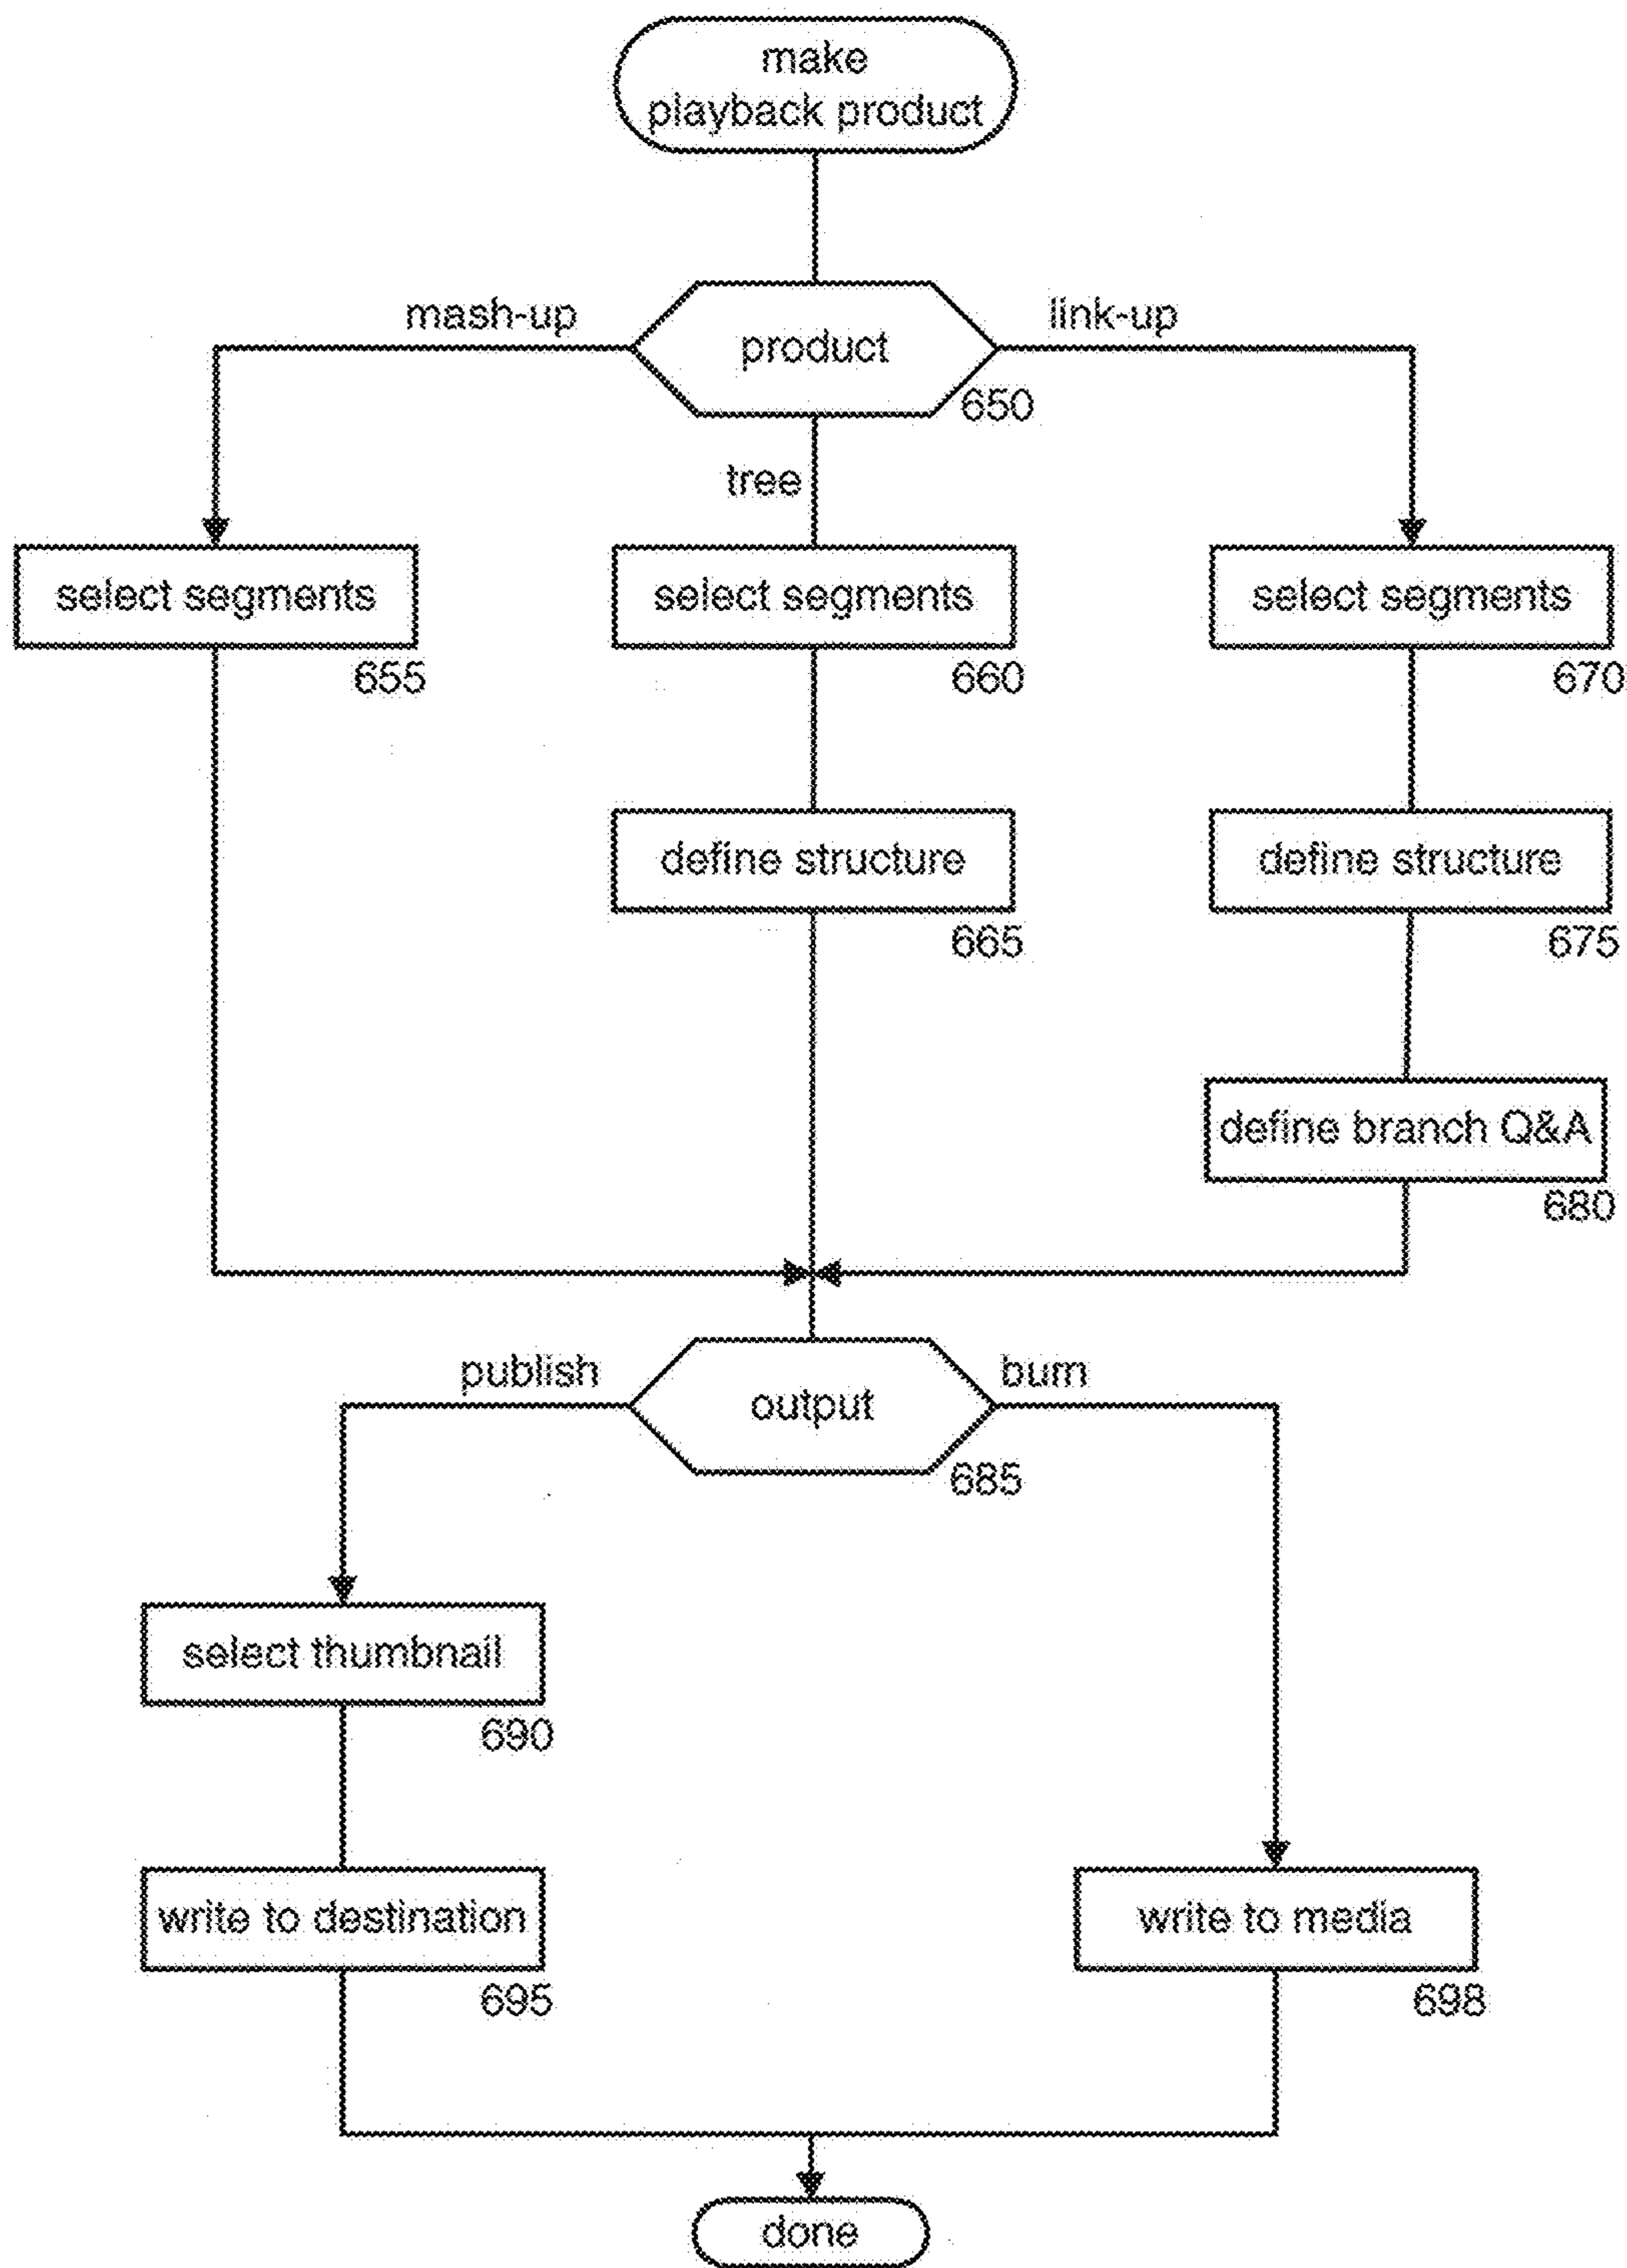 make
playback product
mash-up
link-up
product
650
tree
select segments
select segments
select segments
655
660
670
define structure
define structure
665
675
define branch Q&A
680
publish
burn
output
685
select thumbnail
690
write to destination
write to media
695
698
done